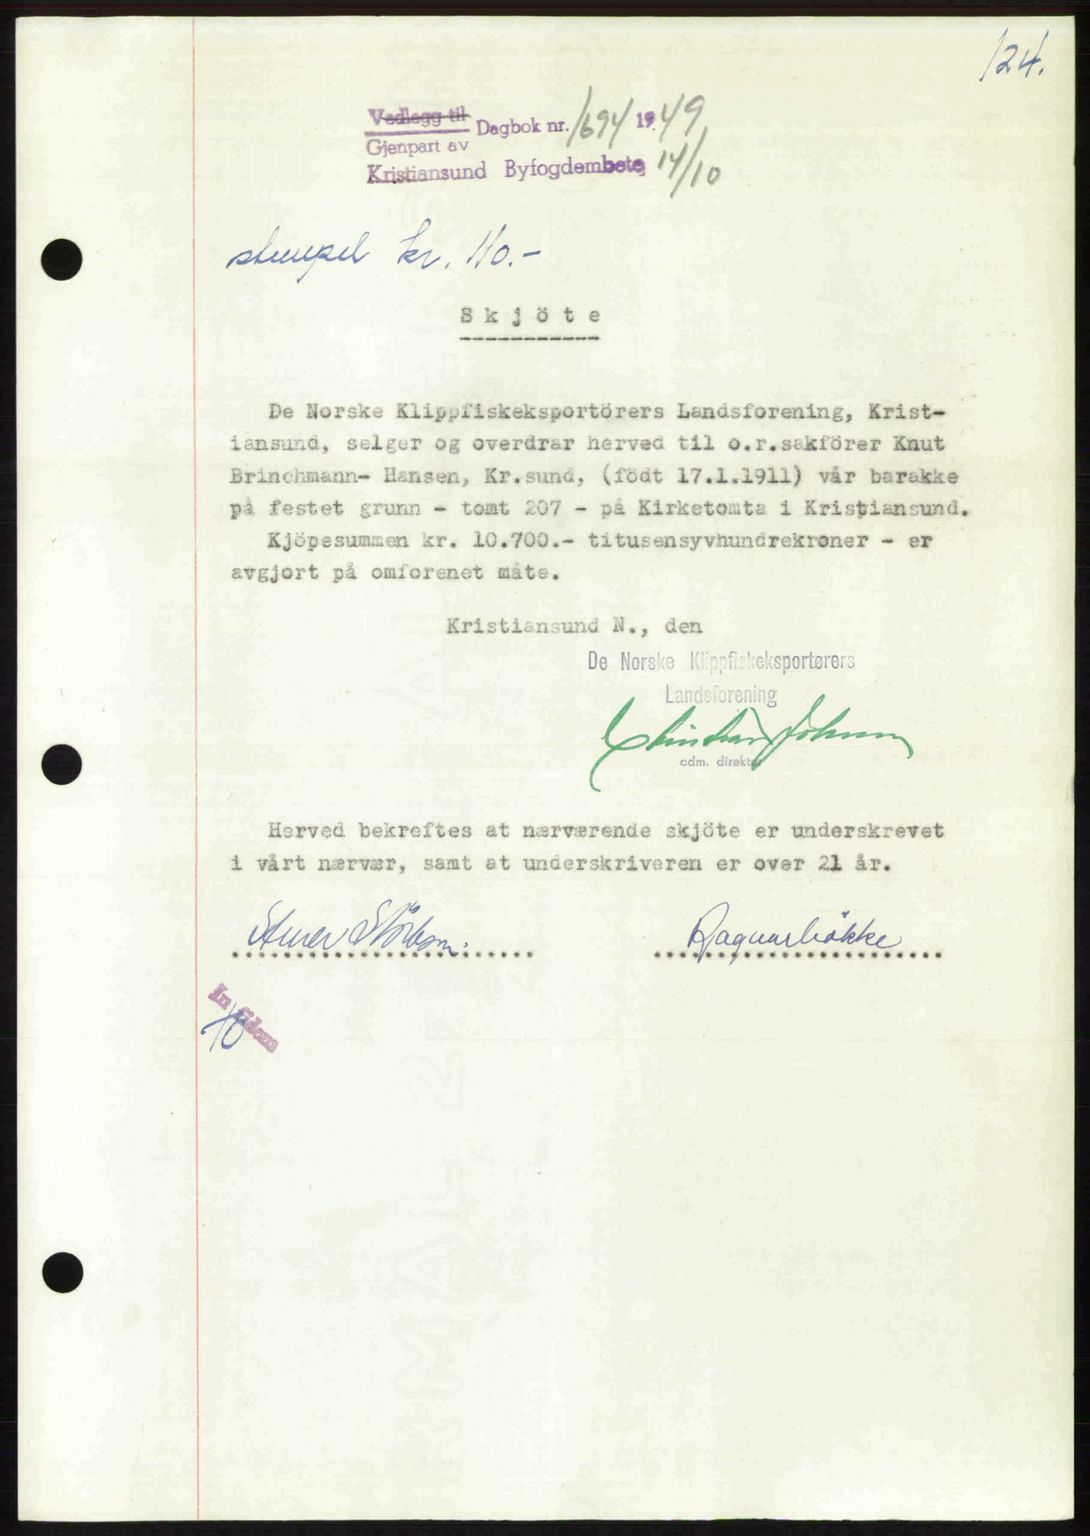 124.
Vedlegg til
Dagbok nr. 1694 1949
Gjenpart av
Kristiansund Byfogdembete 14/10
stempel kr. 110.-
Skjöte
De Norske Klippfiskeksportörers Landsforening, Krist-
iansund, selger og overdrar herved til o.r.sakförer Knut
Brinchmann- Hansen, Kr.sund, (födt 17.1.1911) vår barakke
på festet grunn - tomt 207 - på Kirketomta i Kristiansund.
Kjöpesummen kr. 10.700.- titusensyvhundrekroner - er
avgjort på omforenet måte.
Kristiansund N., den
De Norske Klippfiskeksportørers
Landsforening
adm. direktør
Herved bekreftes at nærværende skjöte er underskrevet
i vårt nærvær, samt at underskriveren er over 21 år.
Ragnar Løkke
In fidem